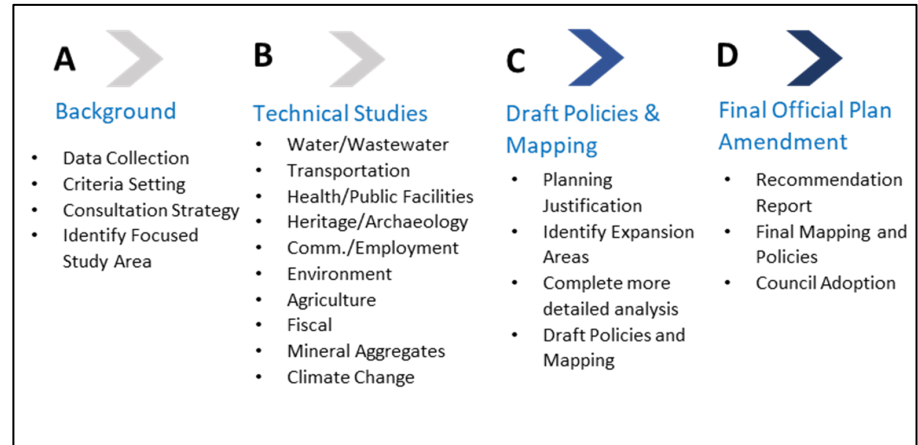 A
Background
• Data Collection
• Criteria Setting
• Consultation Strategy
• Identify Focused
Study Area
B
Technical Studies
• Water/Wastewater
• Transportation
• Health/Public Facilities
• Heritage/Archaeology
• Comm./Employment
• Environment
• Agriculture
• Fiscal
• Mineral Aggregates
• Climate Change
C
Draft Policies &
Mapping
• Planning
Justification
• Identify Expansion
Areas
• Complete more
detailed analysis
• Draft Policies and
Mapping
D
Final Official Plan
Amendment
• Recommendation
Report
• Final Mapping and
Policies
• Council Adoption